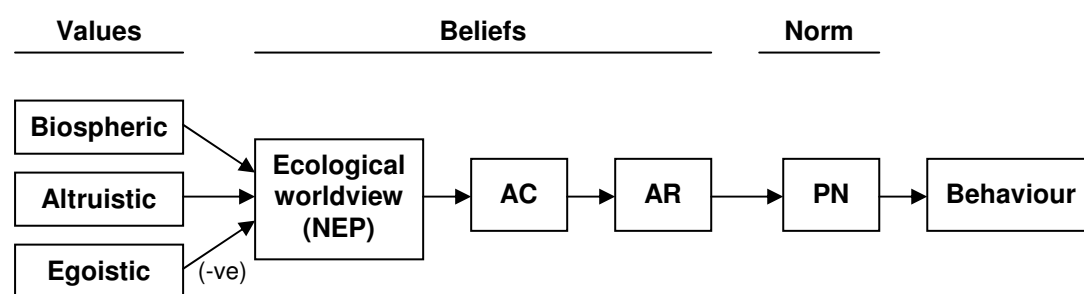 Values
Beliefs
Norm
Biospheric
Altruistic
Egoistic
(-ve)
Ecological
worldview
(NEP)
AC
AR
PN
Behaviour